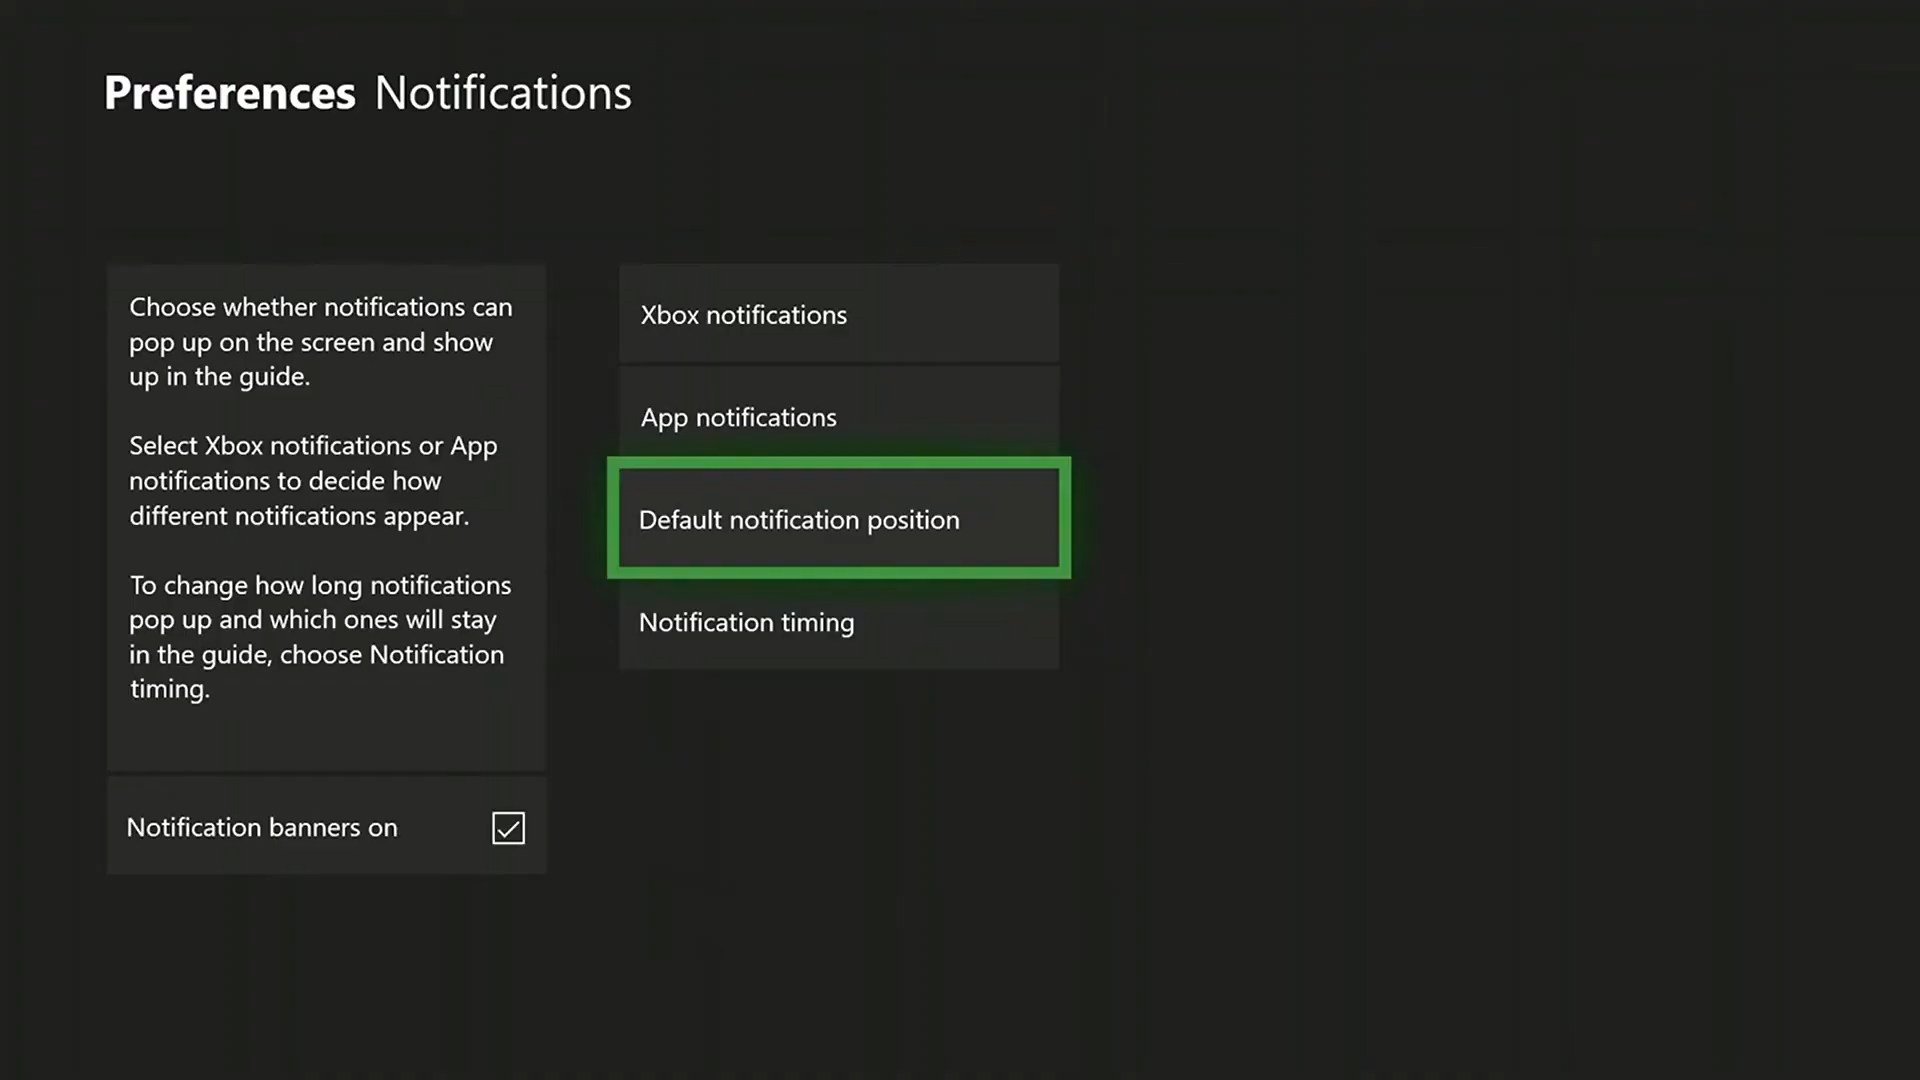 Preferences Notifications
Choose whether notifications can
pop up on the screen and show
up in the guide.
Select Xbox notifications or App
notifications to decide how
different notifications appear.
To change how long notifications
pop up and which ones will stay
in the guide, choose Notification
timing.
Notification banners on
Xbox notifications
App notifications
Default notification position
Notification timing